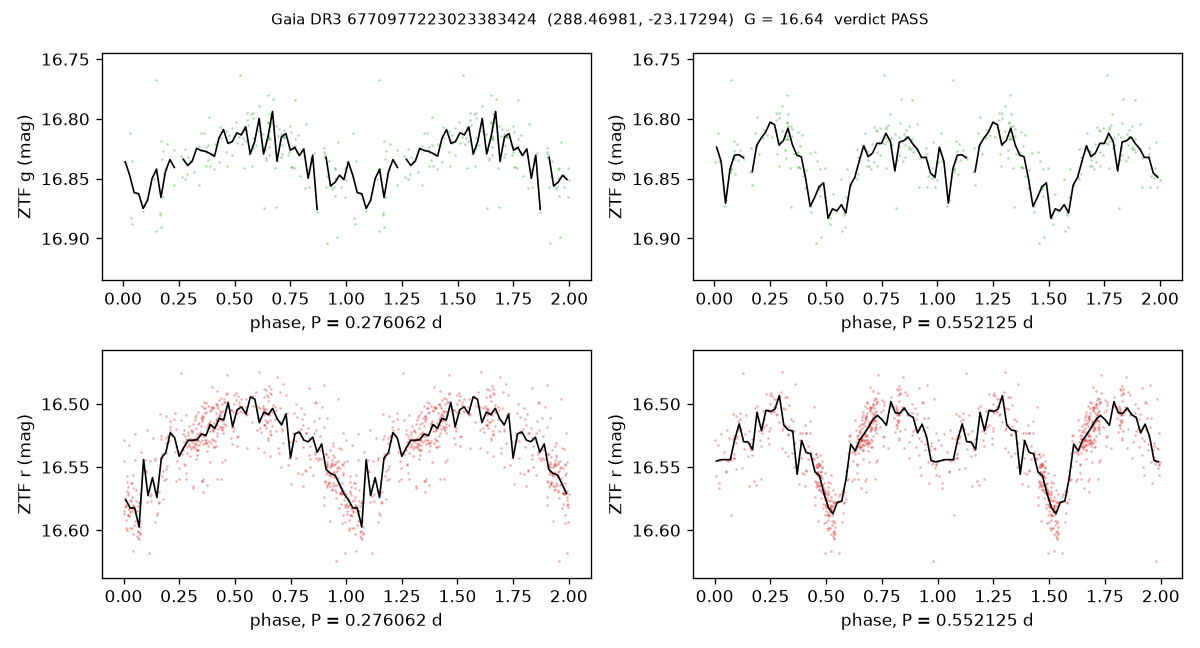 Gaia DR3 6770977223023383424  (288.46981, -23.17294)  G = 16.64  verdict PASS
ZTF g (mag)
16.75
16.80
16.85
16.90
0.00 0.25 0.50 0.75 1.00 1.25 1.50 1.75 2.00
phase, P = 0.276062 d
ZTF g (mag)
16.75
16.80
16.85
16.90
0.00 0.25 0.50 0.75 1.00 1.25 1.50 1.75 2.00
phase, P = 0.552125 d
ZTF r (mag)
16.50
16.55
16.60
0.00 0.25 0.50 0.75 1.00 1.25 1.50 1.75 2.00
phase, P = 0.276062 d
ZTF r (mag)
16.50
16.55
16.60
0.00 0.25 0.50 0.75 1.00 1.25 1.50 1.75 2.00
phase, P = 0.552125 d